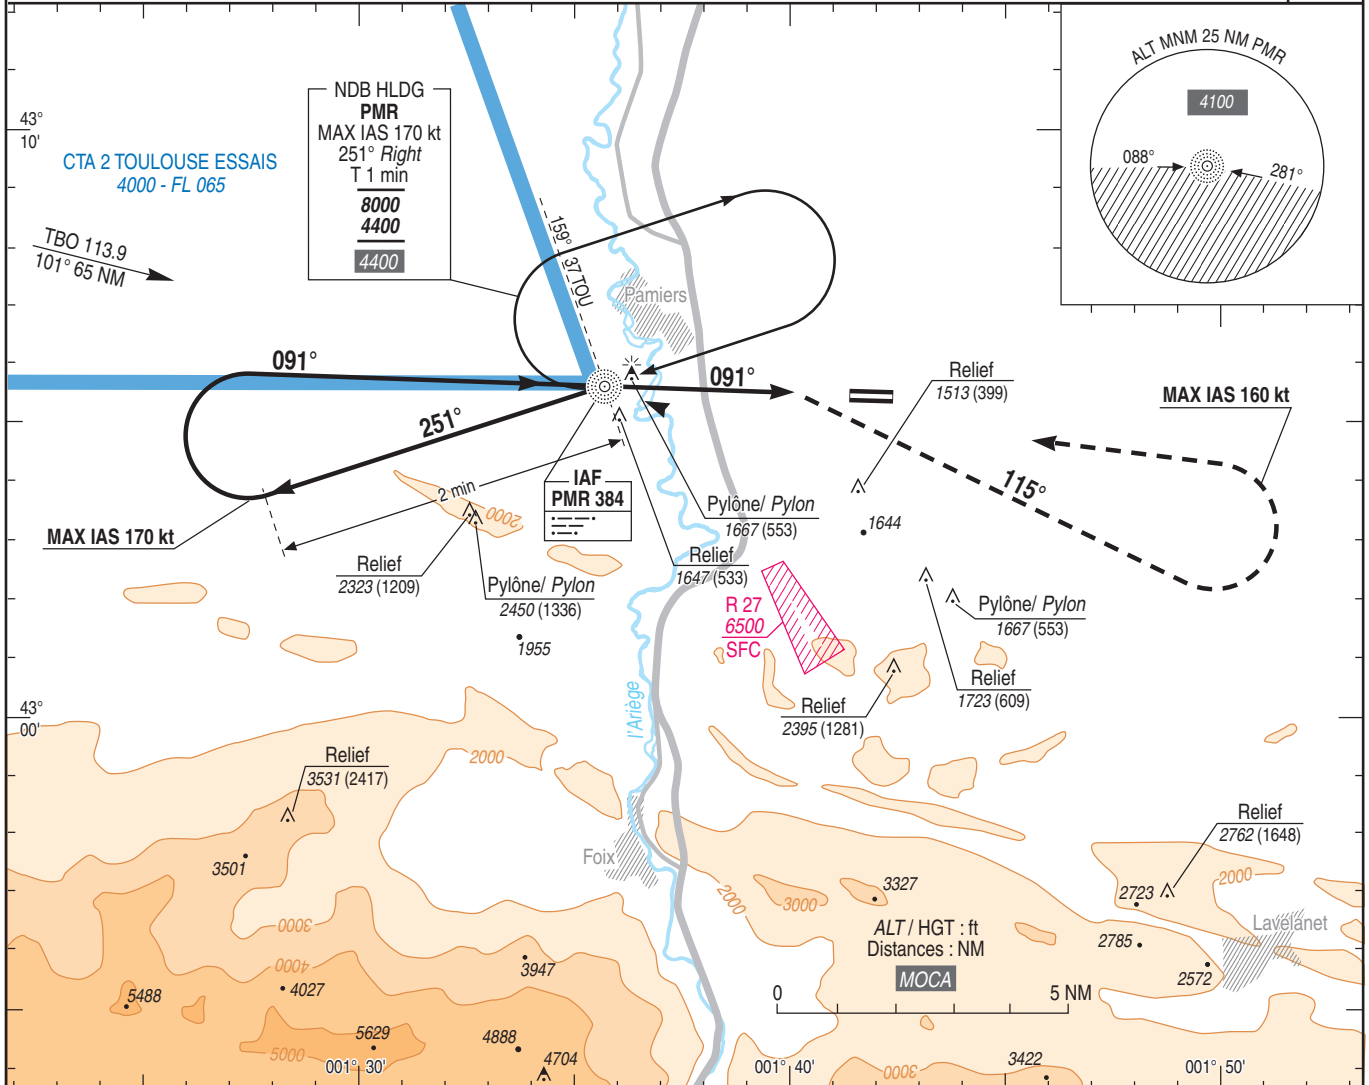 ALT MNM 25 NM PMR
4100
088°
281°
43°
10'
CTA 2 TOULOUSE ESSAIS
4000 - FL 065
NDB HLDG
PMR
MAX IAS 170 kt
251° Right
T 1 min
8000
4400
4400
TBO 113.9
101° 65 NM
159° 37 TOU
Pamiers
091°
091°
251°
Relief
1513 (399)
MAX IAS 160 kt
115°
2 min
IAF
PMR 384
MAX IAS 170 kt
2000
Pylône/ Pylon
1667 (553)
1644
Relief
1647 (533)
Relief
2323 (1209)
Pylône/ Pylon
2450 (1336)
1955
R 27
6500
SFC
Pylône/ Pylon
1667 (553)
Relief
1723 (609)
Relief
2395 (1281)
43°
00'
l'Ariège
2000
Relief
3531 (2417)
Relief
2762 (1648)
3501
Foix
2000
3000
3327
2723
2000
Lavelanet
3000
ALT / HGT : ft
Distances : NM
MOCA
2785
2572
4000
3947
4027
5488
0
5 NM
5629
4888
4704
5000
3422
3000
001° 30'
001° 40'
001° 50'